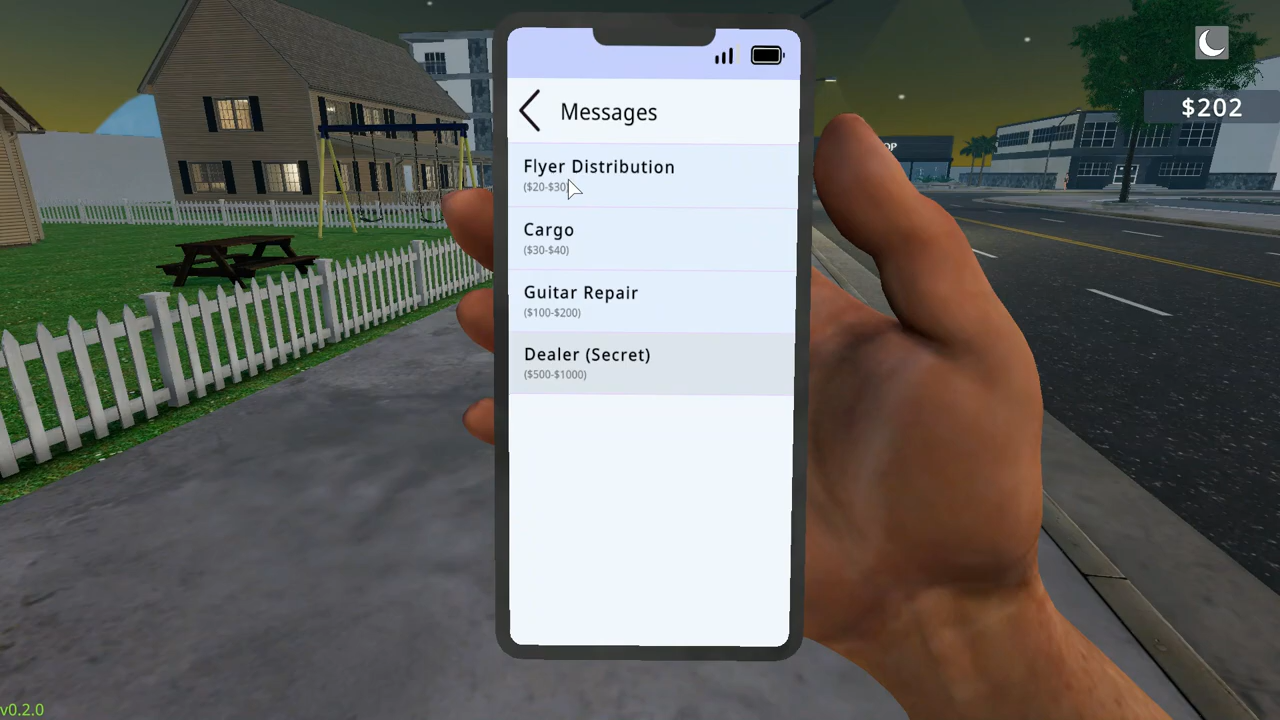 Messages
$202
Flyer Distribution
($20-$30
Cargo
($30-$40)
Guitar Repair
($100-$200)
Dealer (Secret)
($500-$1000)
v0.2.0